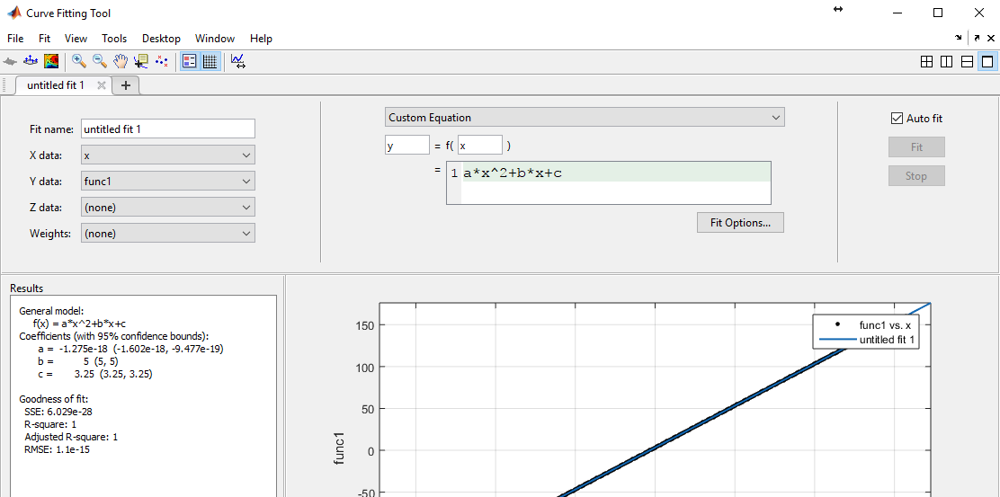 Curve Fitting Tool
File Fit View Tools Desktop Window Help
untitled fit 1
Fit name: untitled fit 1
X data: x
Y data: func1
Z data: (none)
Weights: (none)
Custom Equation
y = f( x )
= 1 a*x^2+b*x+c
Fit Options...
Auto fit
Fit
Stop
Results
General model:
f(x) = a*x^2+b*x+c
Coefficients (with 95% confidence bounds):
a = -1.275e-18 (-1.602e-18, -9.477e-19)
b = 5 (5, 5)
c = 3.25 (3.25, 3.25)
Goodness of fit:
SSE: 6.029e-28
R-square: 1
Adjusted R-square: 1
RMSE: 1.1e-15
func1
150
100
50
0
-50
func1 vs. x
untitled fit 1